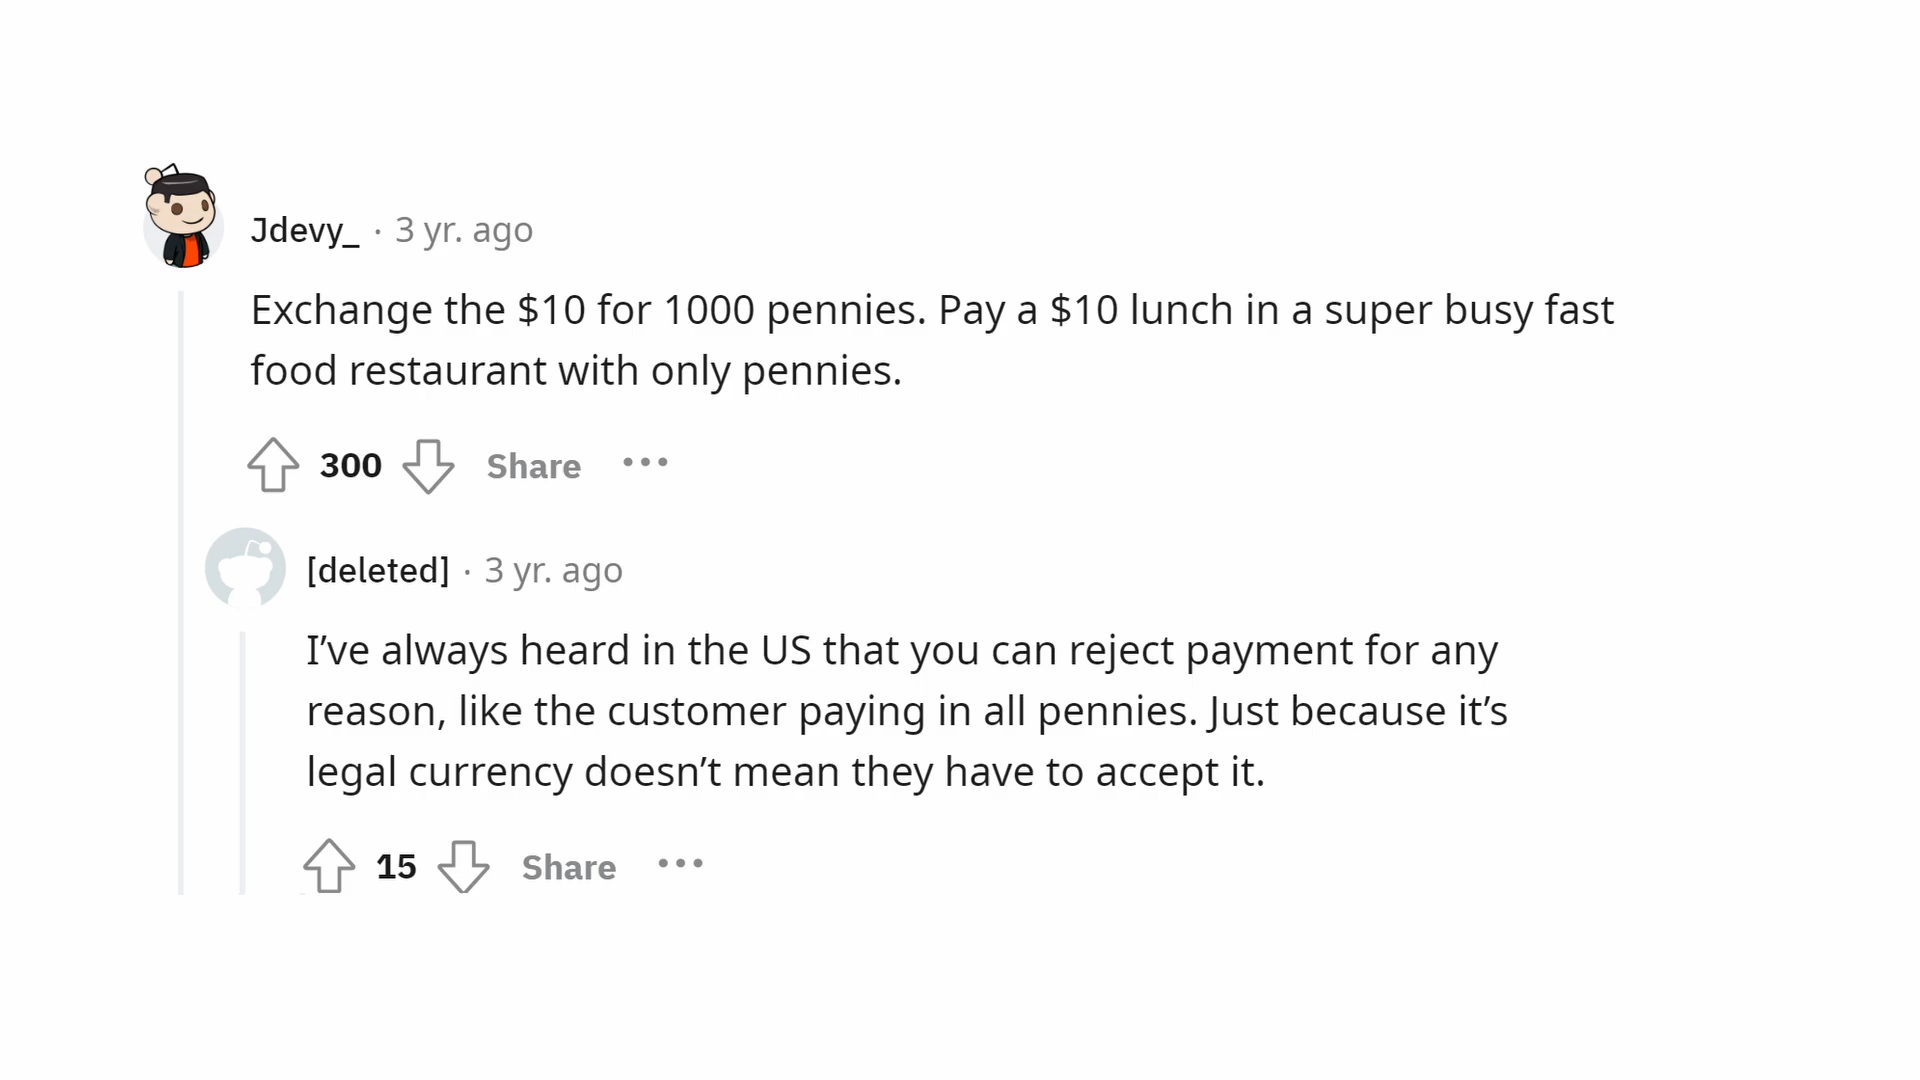 Jdevy_ · 3 yr. ago
Exchange the $10 for 1000 pennies. Pay a $10 lunch in a super busy fast
food restaurant with only pennies.
300 Share ···
[deleted] · 3 yr. ago
I’ve always heard in the US that you can reject payment for any
reason, like the customer paying in all pennies. Just because it’s
legal currency doesn’t mean they have to accept it.
15 Share ···